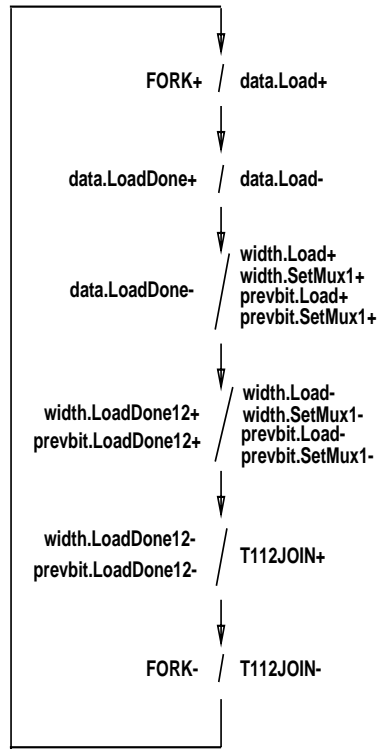 FORK+ / data.Load+
data.LoadDone+ / data.Load-
data.LoadDone- / width.Load+
width.SetMux1+
prevbit.Load+
prevbit.SetMux1+
width.LoadDone12+
prevbit.LoadDone12+ / width.Load-
width.SetMux1-
prevbit.Load-
prevbit.SetMux1-
width.LoadDone12-
prevbit.LoadDone12- / T112JOIN+
FORK- / T112JOIN-